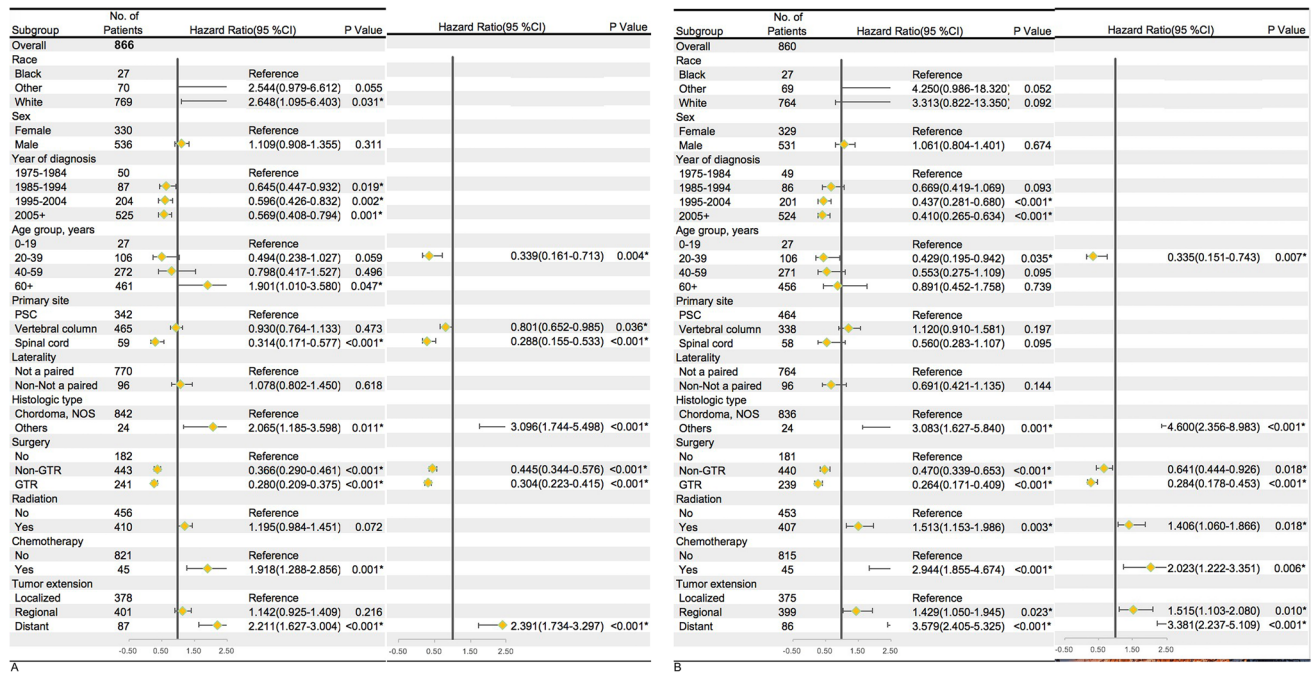 No. of
Subgroup Patients Hazard Ratio(95 %CI) P Value Hazard Ratio(95 %CI) P Value
Overall 866
Race
Black 27 Reference
Other 70 2.544(0.979-6.612) 0.055
White 769 2.648(1.095-6.403) 0.031*
Sex
Female 330 Reference
Male 536 1.109(0.908-1.355) 0.311
Year of diagnosis
1975-1984 50 Reference
1985-1994 87 0.645(0.447-0.932) 0.019*
1995-2004 204 0.596(0.426-0.832) 0.002*
2005+ 525 0.569(0.408-0.794) 0.001*
Age group, years
0-19 27 Reference
20-39 106 0.494(0.238-1.027) 0.059 0.339(0.161-0.713) 0.004*
40-59 272 0.798(0.417-1.527) 0.496
60+ 461 1.901(1.010-3.580) 0.047*
Primary site
PSC 342 Reference
Vertebral column 465 0.930(0.764-1.133) 0.473 0.801(0.652-0.985) 0.036*
Spinal cord 59 0.314(0.171-0.577) <0.001* 0.288(0.155-0.533) <0.001*
Laterality
Not a paired 770 Reference
Non-Not a paired 96 1.078(0.802-1.450) 0.618
Histologic type
Chordoma, NOS 842 Reference
Others 24 2.065(1.185-3.598) 0.011* 3.096(1.744-5.498) <0.001*
Surgery
No 182 Reference
Non-GTR 443 0.366(0.290-0.461) <0.001* 0.445(0.344-0.576) <0.001*
GTR 241 0.280(0.209-0.375) <0.001* 0.304(0.223-0.415) <0.001*
Radiation
No 456 Reference
Yes 410 1.195(0.984-1.451) 0.072
Chemotherapy
No 821 Reference
Yes 45 1.918(1.288-2.856) 0.001*
Tumor extension
Localized 378 Reference
Regional 401 1.142(0.925-1.409) 0.216
Distant 87 2.211(1.627-3.004) <0.001* 2.391(1.734-3.297) <0.001*
-0.50 0.50 1.50 2.50 -0.50 0.50 1.50 2.50
A
No. of
Subgroup Patients Hazard Ratio(95 %CI) P Value Hazard Ratio(95 %CI) P Value
Overall 860
Race
Black 27 Reference
Other 69 4.250(0.986-18.320) 0.052
White 764 3.313(0.822-13.350) 0.092
Sex
Female 329 Reference
Male 531 1.061(0.804-1.401) 0.674
Year of diagnosis
1975-1984 49 Reference
1985-1994 86 0.669(0.419-1.069) 0.093
1995-2004 201 0.437(0.281-0.680) <0.001*
2005+ 524 0.410(0.265-0.634) <0.001*
Age group, years
0-19 27 Reference
20-39 106 0.429(0.195-0.942) 0.035* 0.335(0.151-0.743) 0.007*
40-59 271 0.553(0.275-1.109) 0.095
60+ 456 0.891(0.452-1.758) 0.739
Primary site
PSC 464 Reference
Vertebral column 338 1.120(0.910-1.581) 0.197
Spinal cord 58 0.560(0.283-1.107) 0.095
Laterality
Not a paired 764 Reference
Non-Not a paired 96 0.691(0.421-1.135) 0.144
Histologic type
Chordoma, NOS 836 Reference
Others 24 3.083(1.627-5.840) 0.001* 4.600(2.356-8.983) <0.001*
Surgery
No 181 Reference
Non-GTR 440 0.470(0.339-0.653) <0.001* 0.641(0.444-0.926) 0.018*
GTR 239 0.264(0.171-0.409) <0.001* 0.284(0.178-0.453) <0.001*
Radiation
No 453 Reference
Yes 407 1.513(1.153-1.986) 0.003* 1.406(1.060-1.866) 0.018*
Chemotherapy
No 815 Reference
Yes 45 2.944(1.855-4.674) <0.001* 2.023(1.222-3.351) 0.006*
Tumor extension
Localized 375 Reference
Regional 399 1.429(1.050-1.945) 0.023* 1.515(1.103-2.080) 0.010*
Distant 86 3.579(2.405-5.325) <0.001* 3.381(2.237-5.109) <0.001*
-0.50 0.50 1.50 2.50 -0.50 0.50 1.50 2.50
B